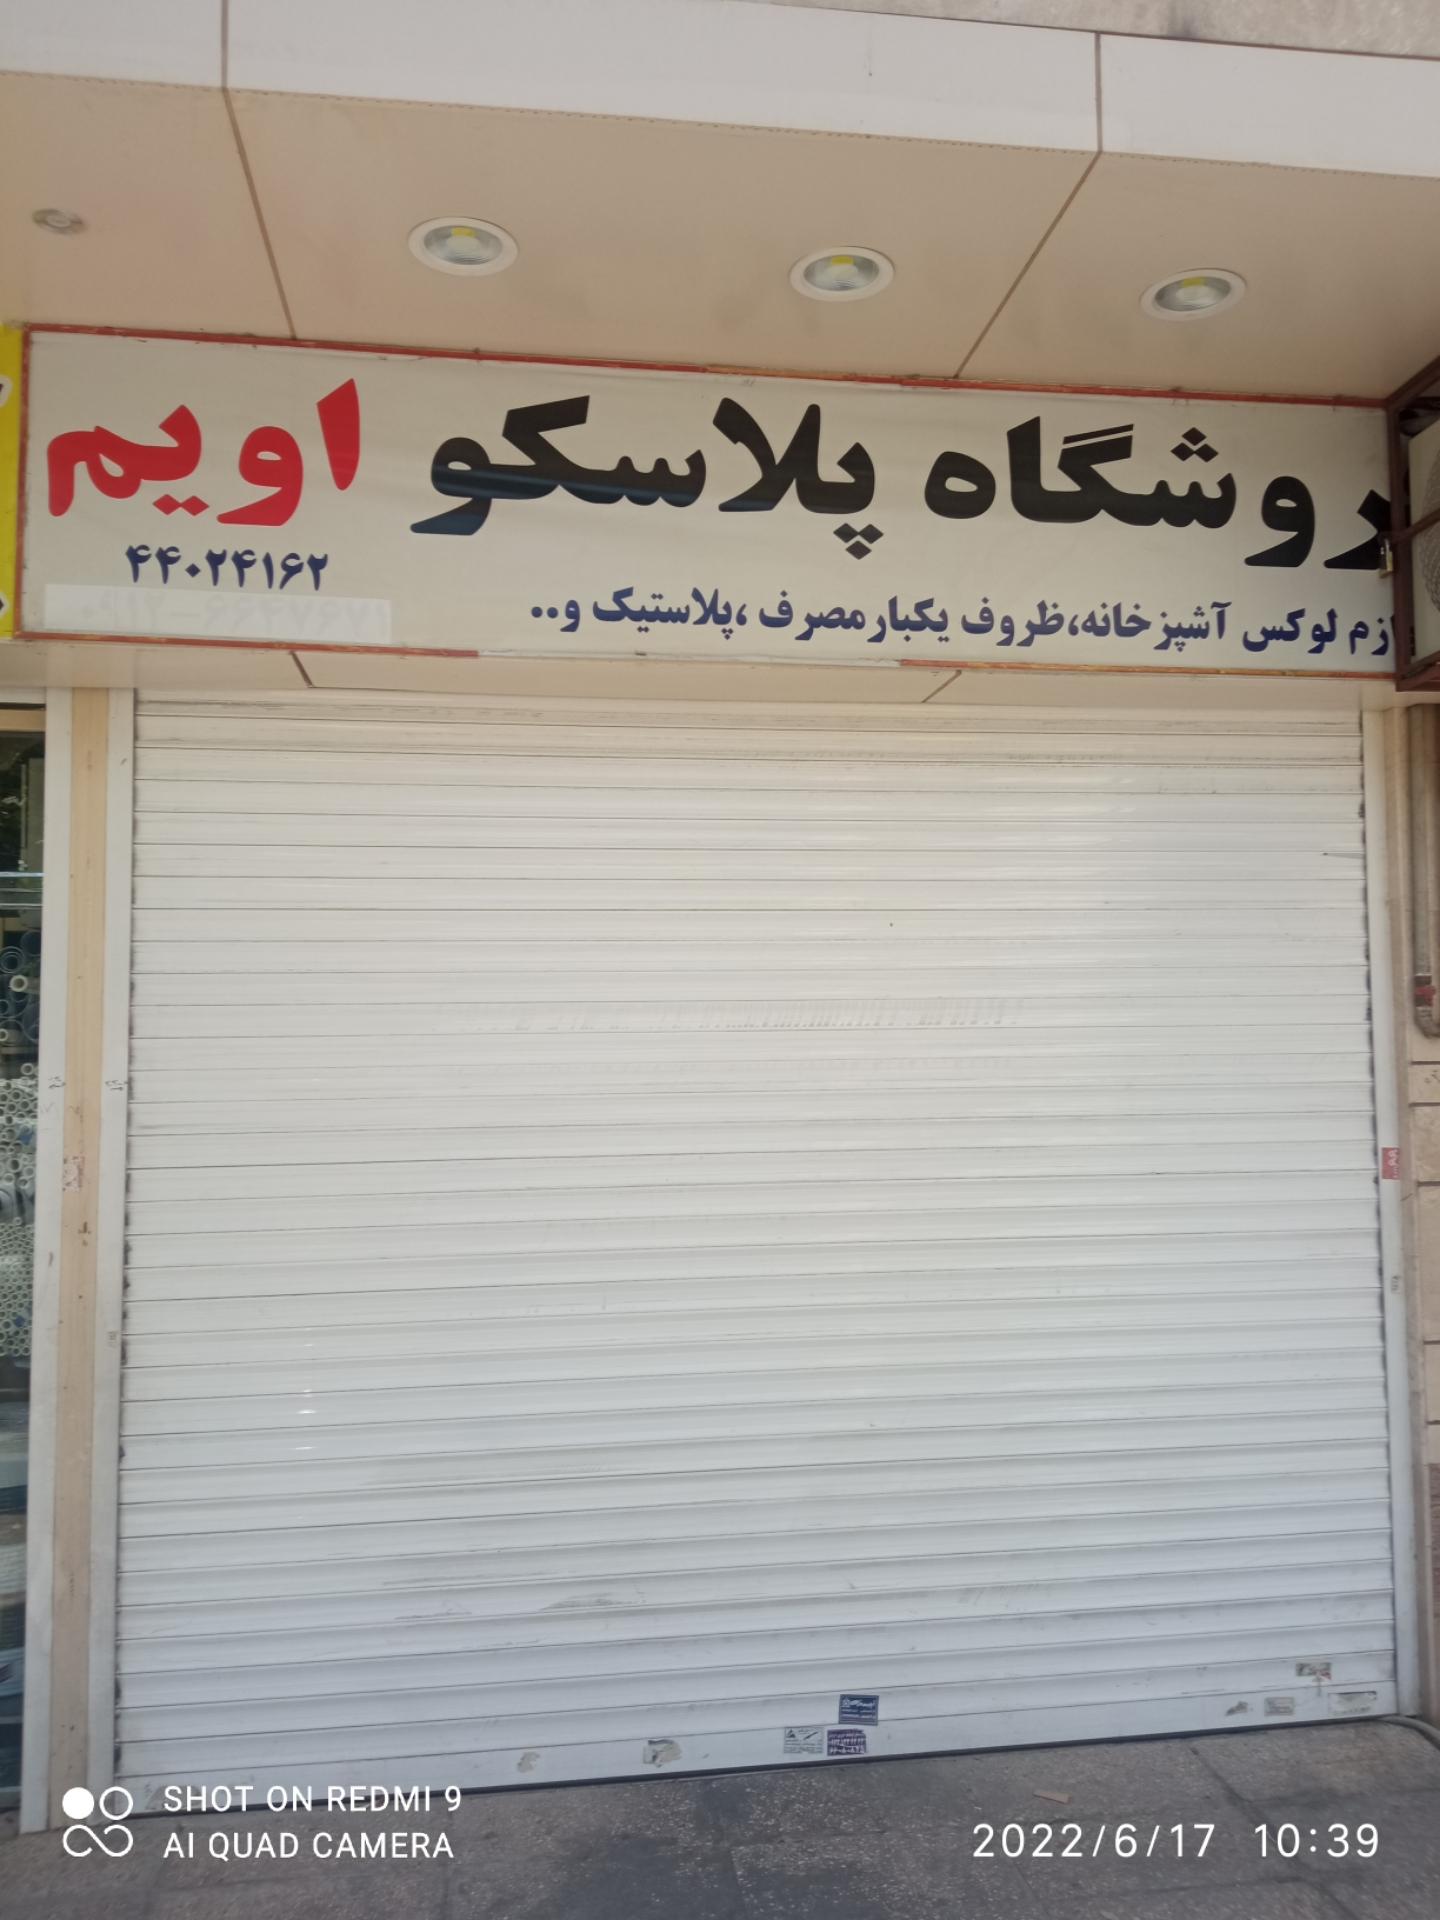 روشگاه پلاسکو اویم
۴۴۰۲۴۱۶۲
ازم لوکس آشپزخانه،ظروف یکبارمصرف ،پلاستیک و..
SHOT ON REDMI 9
AI QUAD CAMERA
2022/6/17 10:39